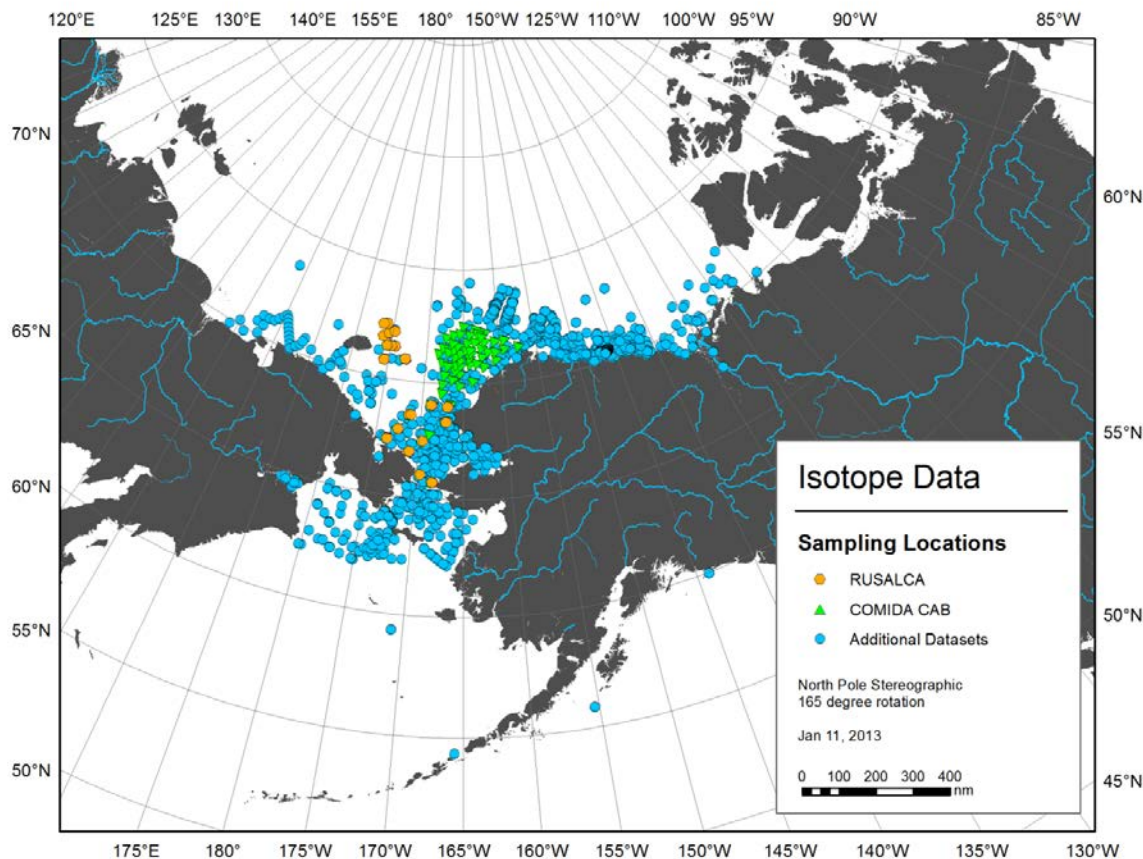 120°E 125°E 130°E 140°E 155°E 180° 150°W 125°W 110°W 100°W 95°W 90°W 85°W
70°N
60°N
65°N
55°N
60°N
Isotope Data
Sampling Locations
RUSALCA
COMIDA CAB
Additional Datasets
50°N
55°N
North Pole Stereographic
165 degree rotation
Jan 11, 2013
0 100 200 300 400
nm
50°N
45°N
175°E 180° 175°W 170°W 165°W 160°W 155°W 150°W 145°W 140°W 135°W 130°W